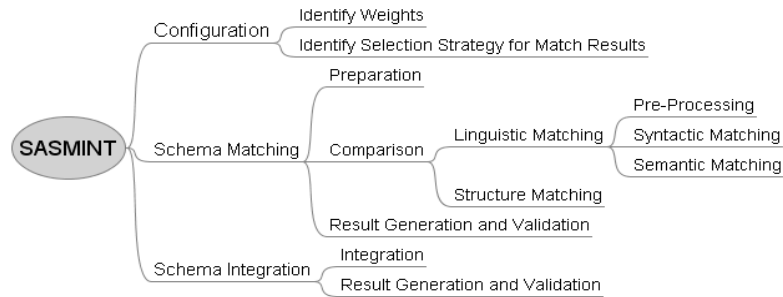 SASMINT
Configuration
Identify Weights
Identify Selection Strategy for Match Results
Schema Matching
Preparation
Comparison
Linguistic Matching
Pre-Processing
Syntactic Matching
Semantic Matching
Structure Matching
Result Generation and Validation
Schema Integration
Integration
Result Generation and Validation